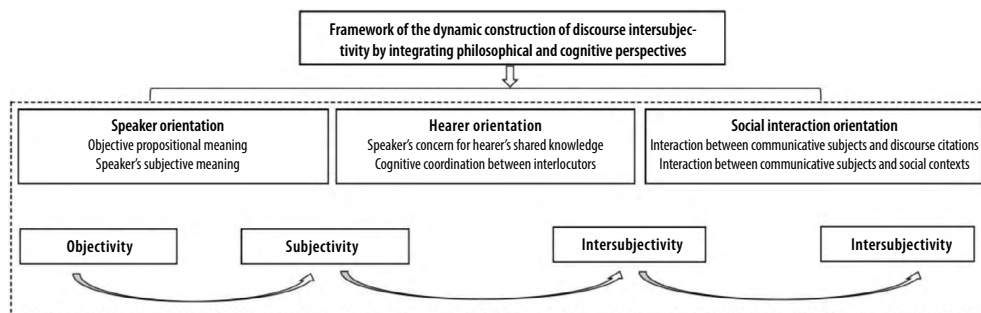 Framework of the dynamic construction of discourse intersubjec-
tivity by integrating philosophical and cognitive perspectives
Speaker orientation
Objective propositional meaning
Speaker's subjective meaning
Hearer orientation
Speaker's concern for hearer's shared knowledge
Cognitive coordination between interlocutors
Social interaction orientation
Interaction between communicative subjects and discourse citations
Interaction between communicative subjects and social contexts
Objectivity
Subjectivity
Intersubjectivity
Intersubjectivity